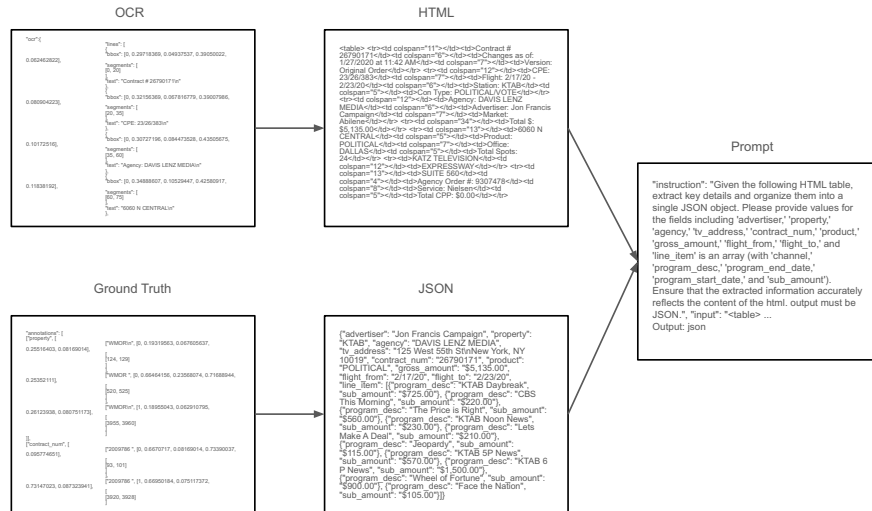 OCR
"ocr":{
"lines": [
{
"bbox": [0, 0.29718369, 0.04937537, 0.39050022,
0.062462822],
"segments": [
[0, 20]
],
"text": "Contract # 26790171\n"
},
"bbox": [0, 0.32156369, 0.067816779, 0.39007986,
0.080904223],
"segments": [
[20, 35]
],
"text": "CPE: 23/26/383\n"
"bbox": [0, 0.30727196, 0.084473528, 0.43505675,
0.10172516],
"segments": [
[35, 60]
],
"text": "Agency: DAVIS LENZ MEDIA\n"
"bbox": [0, 0.34888607, 0.10529447, 0.42580917,
0.11838192],
"segments": [
[60, 75]
],
"text": "6060 N CENTRAL\n"
},
HTML
<table> <tr><td colspan="11"></td><td>Contract #
26790171</td><td colspan="6"></td><td>Changes as of:
1/27/2020 at 11:42 AM</td><td colspan="7"></td><td>Version:
Original Order</td></tr> <tr><td colspan="12"></td><td>CPE:
23/26/383</td><td colspan="7"></td><td>Flight: 2/17/20 -
2/23/20</td><td colspan="6"></td><td>Station: KTAB</td><td
colspan="5"></td><td>Con Type: POLITICAL/VOTE</td></tr>
<tr><td colspan="12"></td><td>Agency: DAVIS LENZ
MEDIA</td><td colspan="6"></td><td>Advertiser: Jon Francis
Campaign</td><td colspan="7"></td><td>Market:
Abilene</td></tr> <tr><td colspan="34"></td><td>Total $:
$5,135.00</td></tr> <tr><td colspan="13"></td><td>6060 N
CENTRAL</td><td colspan="5"></td><td>Product:
POLITICAL</td><td colspan="7"></td><td>Office:
DALLAS</td><td colspan="5"></td><td>Total Spots:
24</td></tr> <tr><td>KATZ TELEVISION</td><td
colspan="12"></td><td>EXPRESSWAY</td></tr> <tr><td
colspan="13"></td><td>SUITE 560</td><td
colspan="4"></td><td>Agency Order #: 9307478</td><td
colspan="8"></td><td>Service: Nielsen</td><td
colspan="5"></td><td>Total CPP: $0.00</td></tr>
Prompt
"instruction": "Given the following HTML table,
extract key details and organize them into a
single JSON object. Please provide values for
the fields including 'advertiser,' 'property,'
'agency,' 'tv_address,' 'contract_num,' 'product,'
'gross_amount,' 'flight_from,' 'flight_to,' and
'line_item' is an array (with 'channel,'
'program_desc,' 'program_end_date,'
'program_start_date,' and 'sub_amount').
Ensure that the extracted information accurately
reflects the content of the html. output must be
JSON.", "input": "<table> ...
Output: json
Ground Truth
"annotations": [
["property", [
["WMOR\n", [0, 0.19319563, 0.067605637,
0.25516403, 0.08169014],
[
[124, 129]
]
["WMOR ", [0, 0.66464156, 0.23568074, 0.71688944,
0.25352111],
[
[520, 525]
]
["WMOR\n", [1, 0.18955043, 0.062910795,
0.26123938, 0.080751173],
[
[3955, 3960]
]
]],
["contract_num", [
["2009786 ", [0, 0.6670717, 0.08169014, 0.73390037,
0.095774651],
[
[93, 101]
]
["2009786 ", [1, 0.66950184, 0.075117372,
0.73147023, 0.087323941],
[
[3920, 3928]
]
JSON
{"advertiser": "Jon Francis Campaign", "property":
"KTAB", "agency": "DAVIS LENZ MEDIA",
"tv_address": "125 West 55th St\nNew York, NY
10019", "contract_num": "26790171", "product":
"POLITICAL", "gross_amount": "$5,135.00",
"flight_from": "2/17/20", "flight_to": "2/23/20",
"line_item": [{"program_desc": "KTAB Daybreak",
"sub_amount": "$725.00"}, {"program_desc": "CBS
This Morning", "sub_amount": "$220.00"},
{"program_desc": "The Price is Right", "sub_amount":
"$560.00"}, {"program_desc": "KTAB Noon News",
"sub_amount": "$230.00"}, {"program_desc": "Lets
Make A Deal", "sub_amount": "$210.00"},
{"program_desc": "Jeopardy", "sub_amount":
"$115.00"}, {"program_desc": "KTAB 5P News",
"sub_amount": "$570.00"}, {"program_desc": "KTAB 6
P News", "sub_amount": "$1,500.00"},
{"program_desc": "Wheel of Fortune", "sub_amount":
"$900.00"}, {"program_desc": "Face the Nation",
"sub_amount": "$105.00"}]}